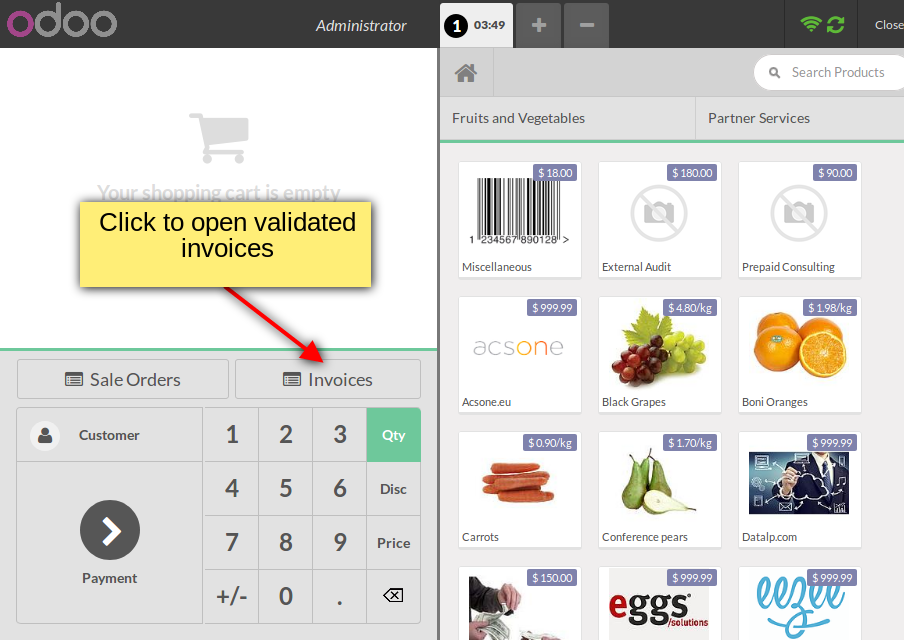 odoo
Administrator
1 03:49
+
−
Close
Search Products
Fruits and Vegetables
Partner Services
Your shopping cart is empty
Click to open validated
invoices
Sale Orders
Invoices
Customer
1 2 3 Qty
4 5 6 Disc
7 8 9 Price
+/- 0 .
Payment
$ 18.00
1 234567 890128 >
Miscellaneous
$ 180.00
External Audit
$ 90.00
Prepaid Consulting
$ 999.99
acsone
Acsone.eu
$ 4.80/kg
Black Grapes
$ 1.98/kg
Boni Oranges
$ 0.90/kg
Carrots
$ 1.70/kg
Conference pears
$ 999.99
Datalp.com
$ 150.00
$ 999.99
eggs
/solutions
$ 999.99
eezee